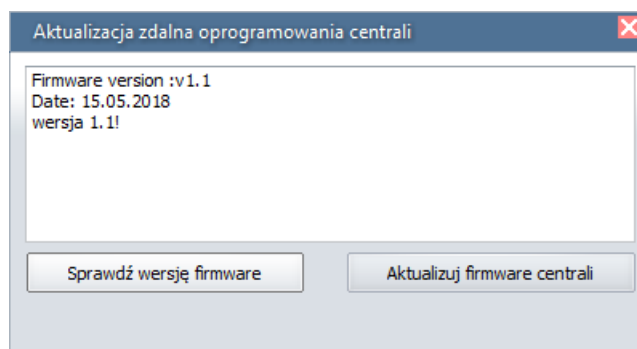 Aktualizacja zdalna oprogramowania centrali
Firmware version :v1.1
Date: 15.05.2018
wersja 1.1!
Sprawdź wersję firmware
Aktualizuj firmware centrali